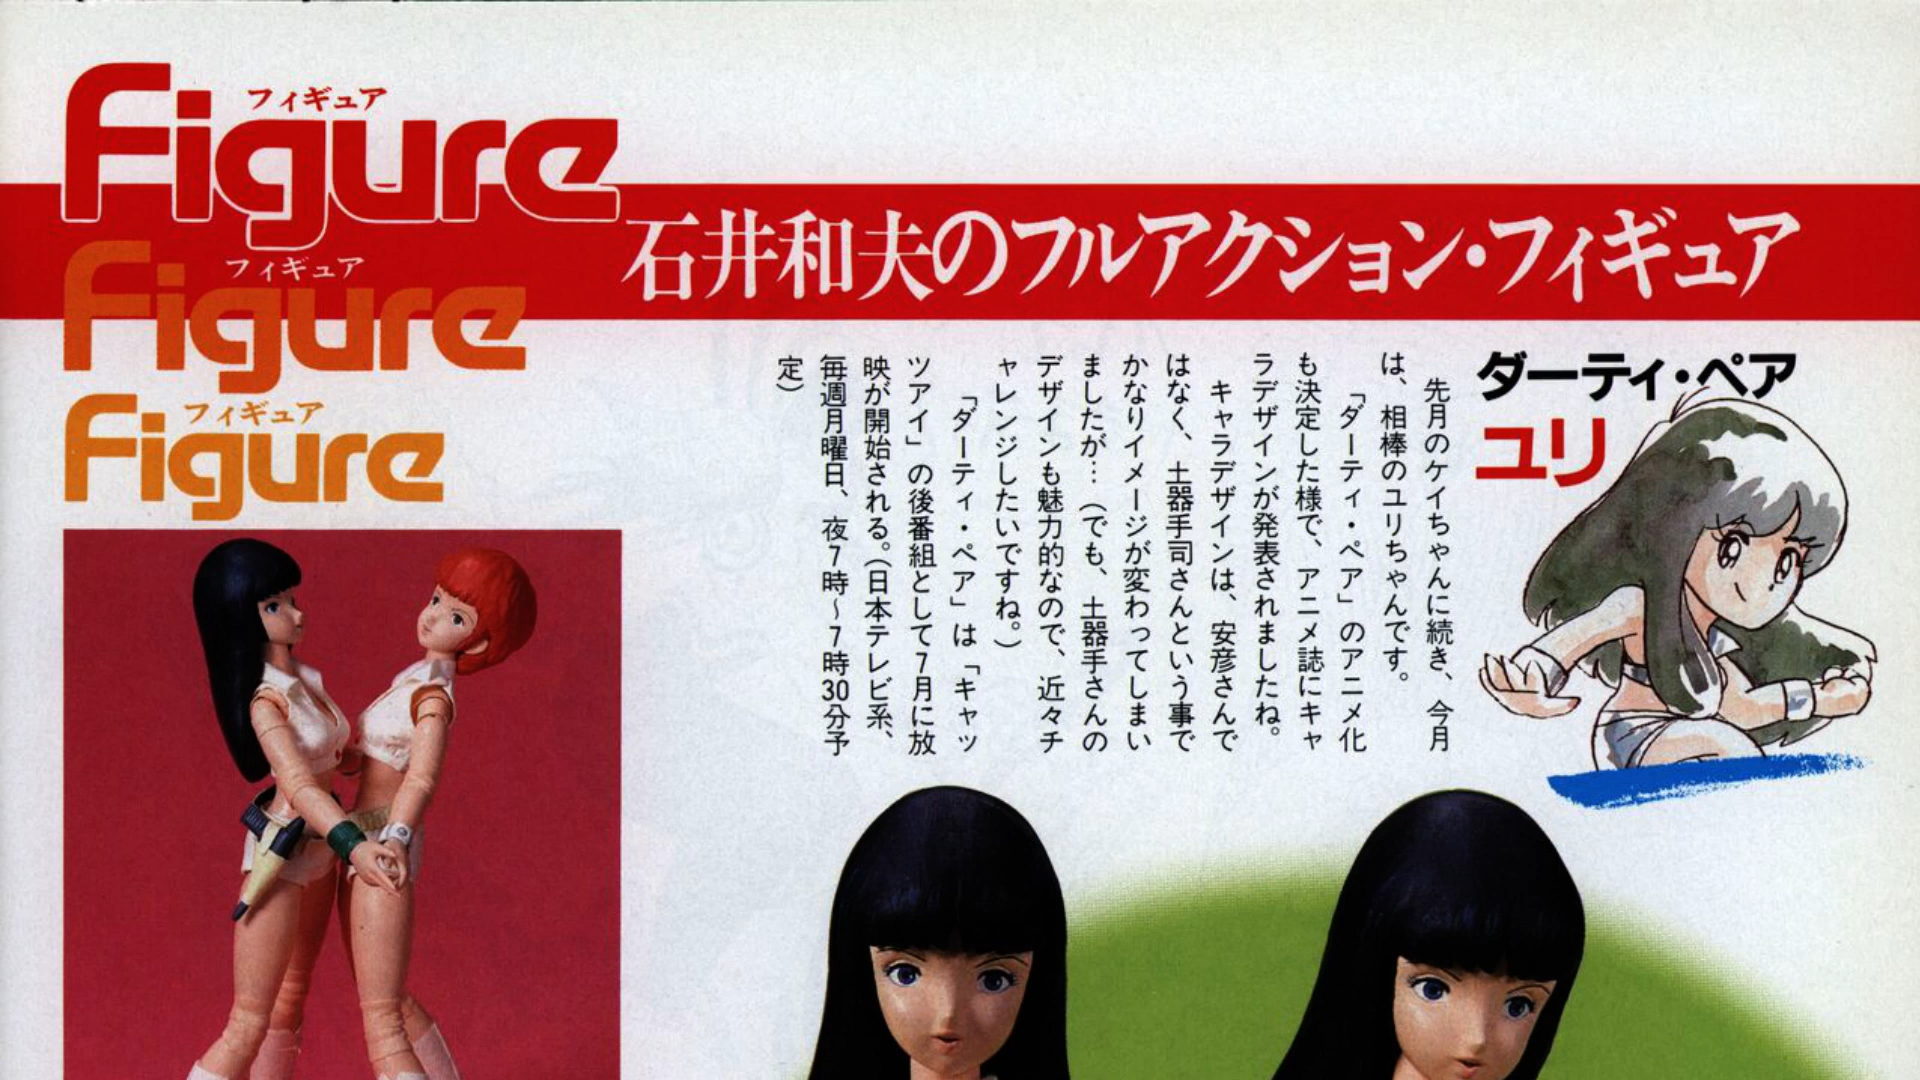 フィギュア
Figure
フィギュア
Figure
フィギュア
Figure
石井和夫のフルアクション・フィギュア
ダーティ・ペア
ユリ
先月のケイちゃんに続き、今月
は、相棒のユリちゃんです。
「ダーティ・ペア」のアニメ化
も決定した様で、アニメ誌にキャ
ラデザインが発表されましたね。
キャラデザインは、安彦さんで
はなく、土器手司さんという事で
かなりイメージが変わってしまい
ましたが…（でも、土器手さんの
デザインも魅力的なので、近々チ
ャレンジしたいですね。）
「ダーティ・ペア」は「キャッ
ツアイ」の後番組として7月に放
映が開始される。（日本テレビ系、
毎週月曜日、夜7時～7時30分予
定）